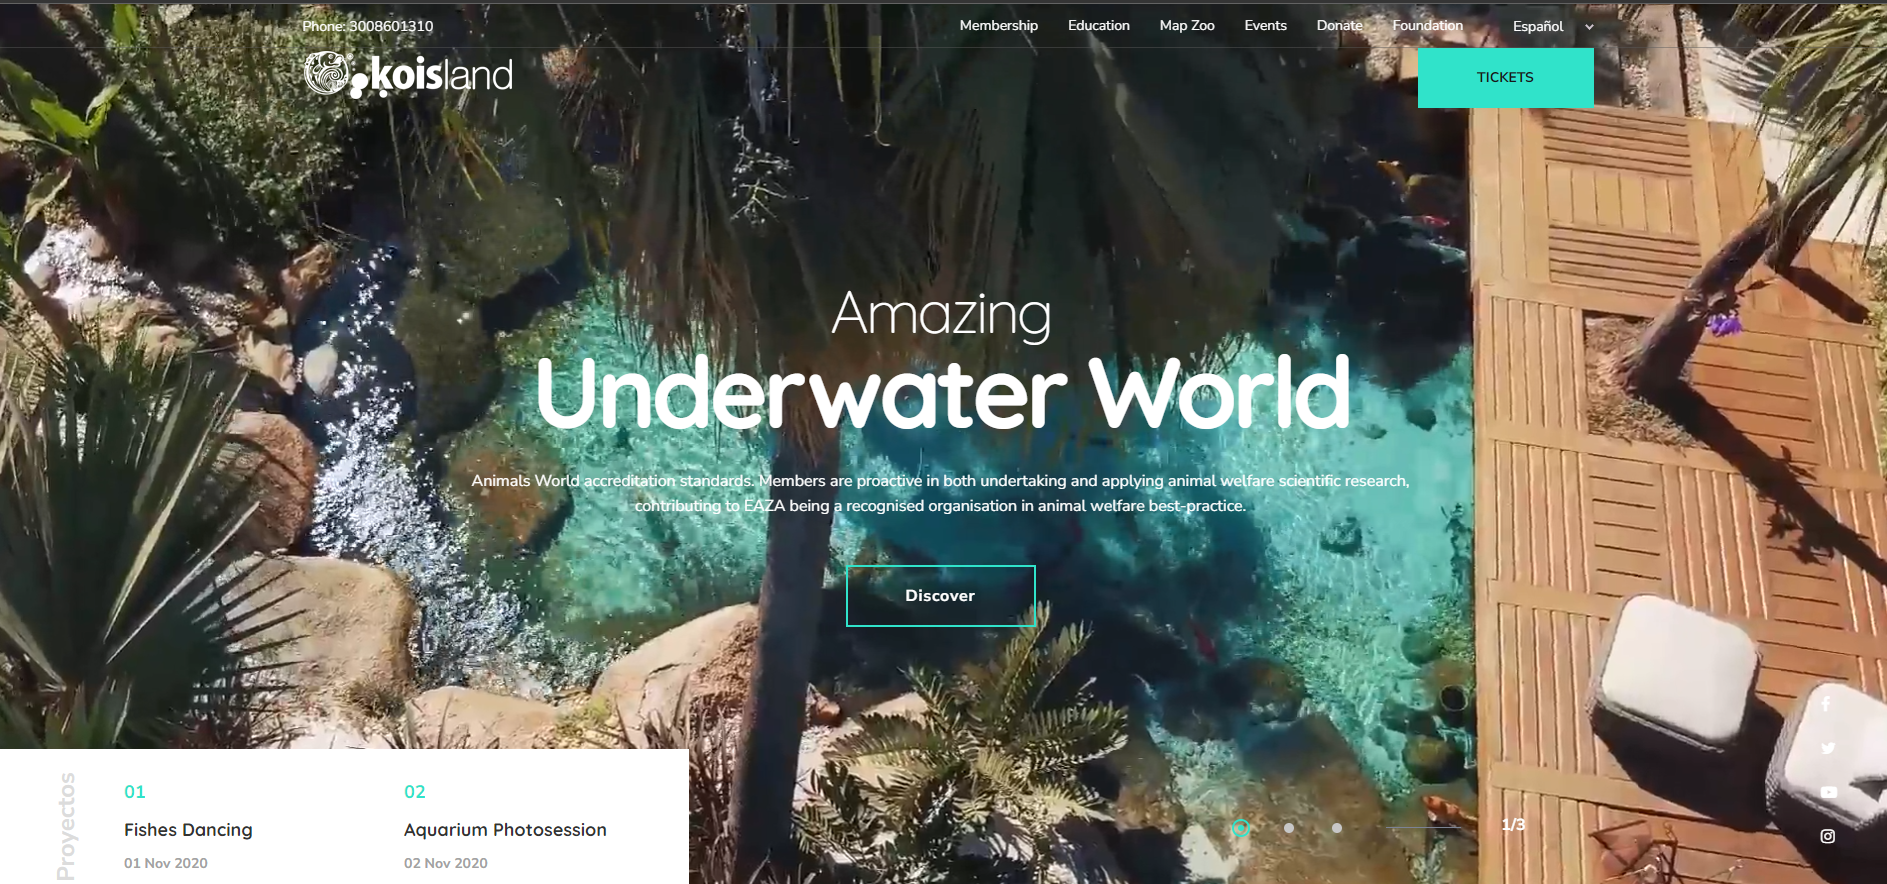 Phone: 3008601310
Membership Education Map Zoo Events Donate Foundation Español
koisland
TICKETS
Amazing
Underwater World
Animals World accreditation standards. Members are proactive in both undertaking and applying animal welfare scientific research,
contributing to EAZA being a recognised organisation in animal welfare best-practice.
Discover
Proyectos
01
Fishes Dancing
01 Nov 2020
02
Aquarium Photosession
02 Nov 2020
1/3